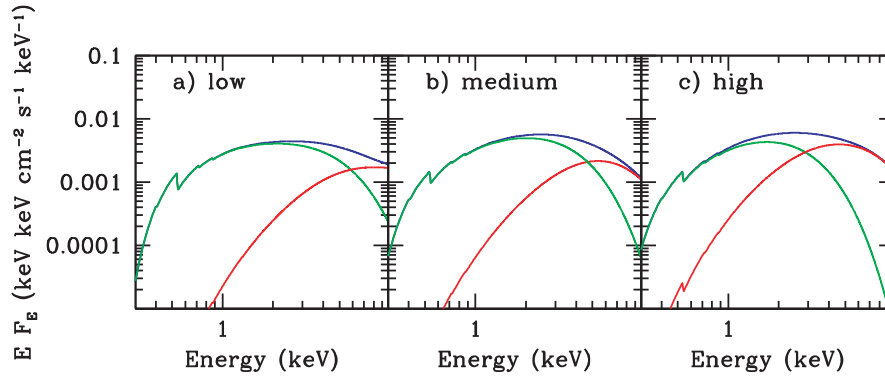 E F_E (keV keV cm⁻² s⁻¹ keV⁻¹)
0.1
0.01
0.001
0.0001
a) low
b) medium
c) high
1
1
1
Energy (keV)
Energy (keV)
Energy (keV)